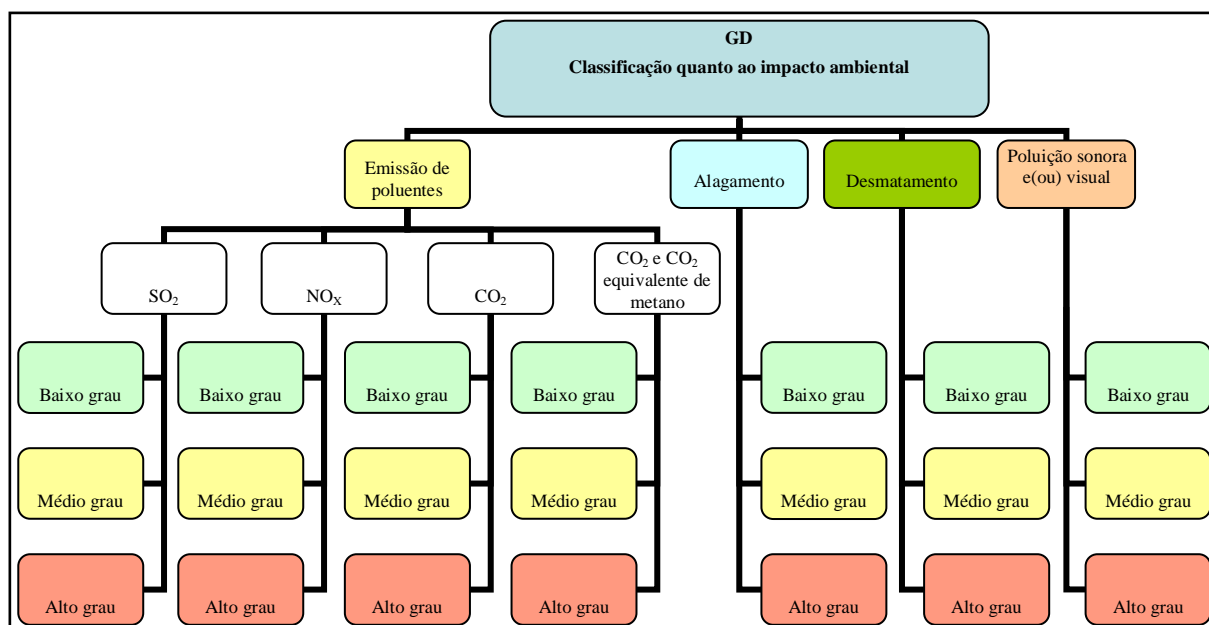 GD
Classificação quanto ao impacto ambiental
Emissão de
poluentes
Alagamento
Desmatamento
Poluição sonora
e(ou) visual
SO₂
NOₓ
CO₂
CO₂ e CO₂
equivalente de
metano
Baixo grau
Baixo grau
Baixo grau
Baixo grau
Baixo grau
Baixo grau
Baixo grau
Médio grau
Médio grau
Médio grau
Médio grau
Médio grau
Médio grau
Médio grau
Alto grau
Alto grau
Alto grau
Alto grau
Alto grau
Alto grau
Alto grau